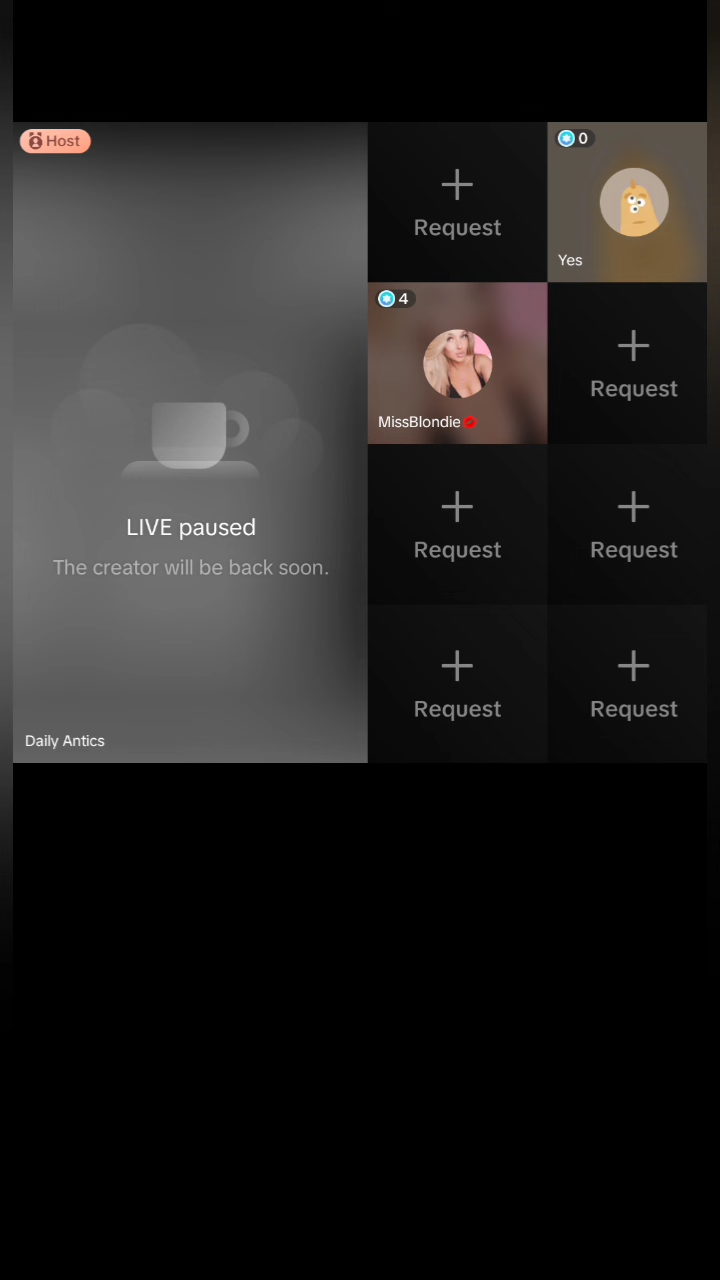 Host
LIVE paused
The creator will be back soon.
Daily Antics
Request
0
Yes
4
MissBlondie
Request
Request
Request
Request
Request